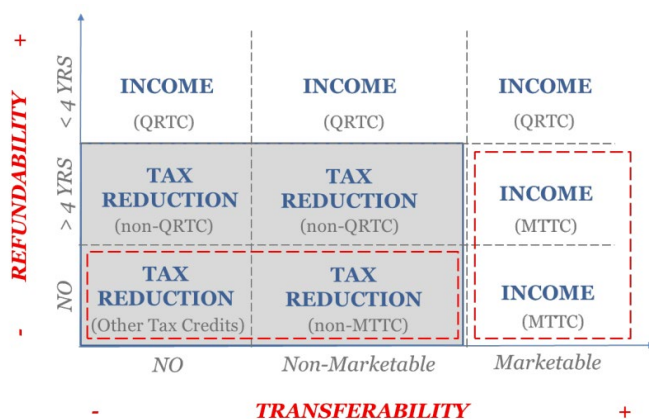 +
REFUNDABILITY
-
< 4 YRS
> 4 YRS
NO
INCOME
(QRTC)
INCOME
(QRTC)
INCOME
(QRTC)
TAX
REDUCTION
(non-QRTC)
TAX
REDUCTION
(non-QRTC)
INCOME
(MTTC)
TAX
REDUCTION
(Other Tax Credits)
TAX
REDUCTION
(non-MTTC)
INCOME
(MTTC)
NO
Non-Marketable
Marketable
-
TRANSFERABILITY
+